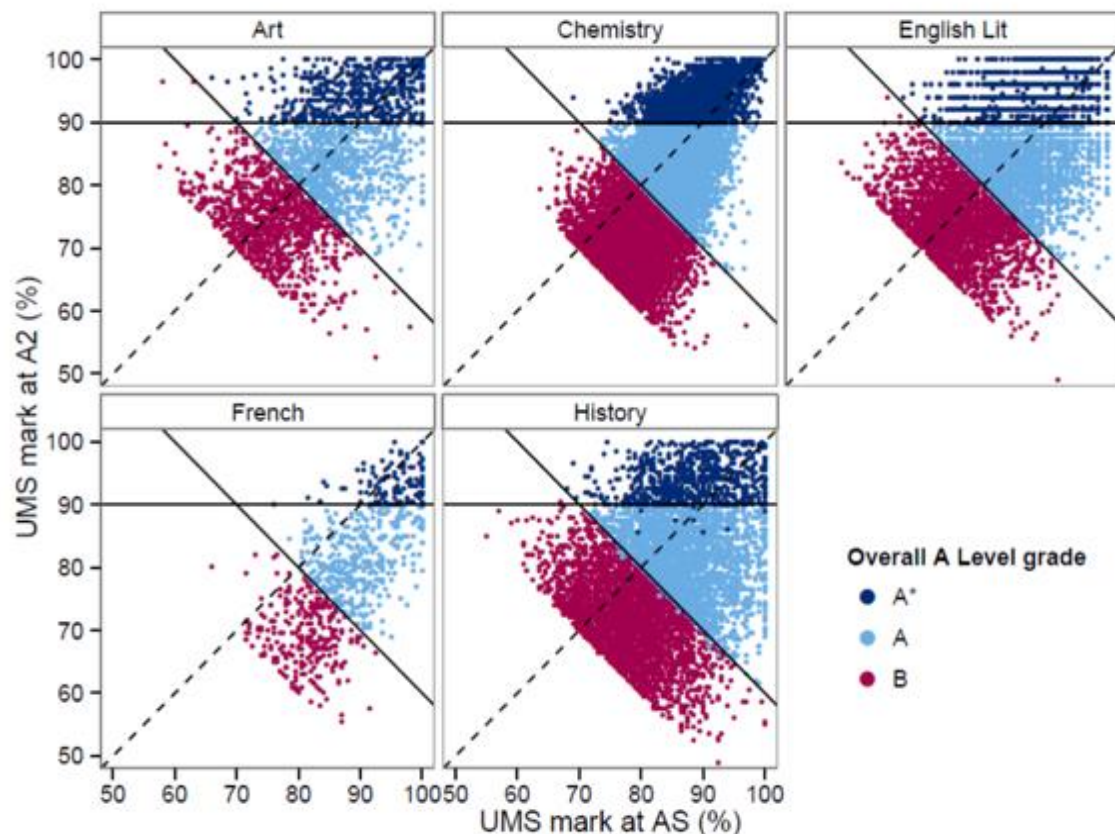 Art
Chemistry
English Lit
100
90
80
70
60
50
French
History
100
90
80
70
60
50
UMS mark at A2 (%)
50 60 70 80 90 100
50 60 70 80 90 100
UMS mark at AS (%)
Overall A Level grade
A*
A
B